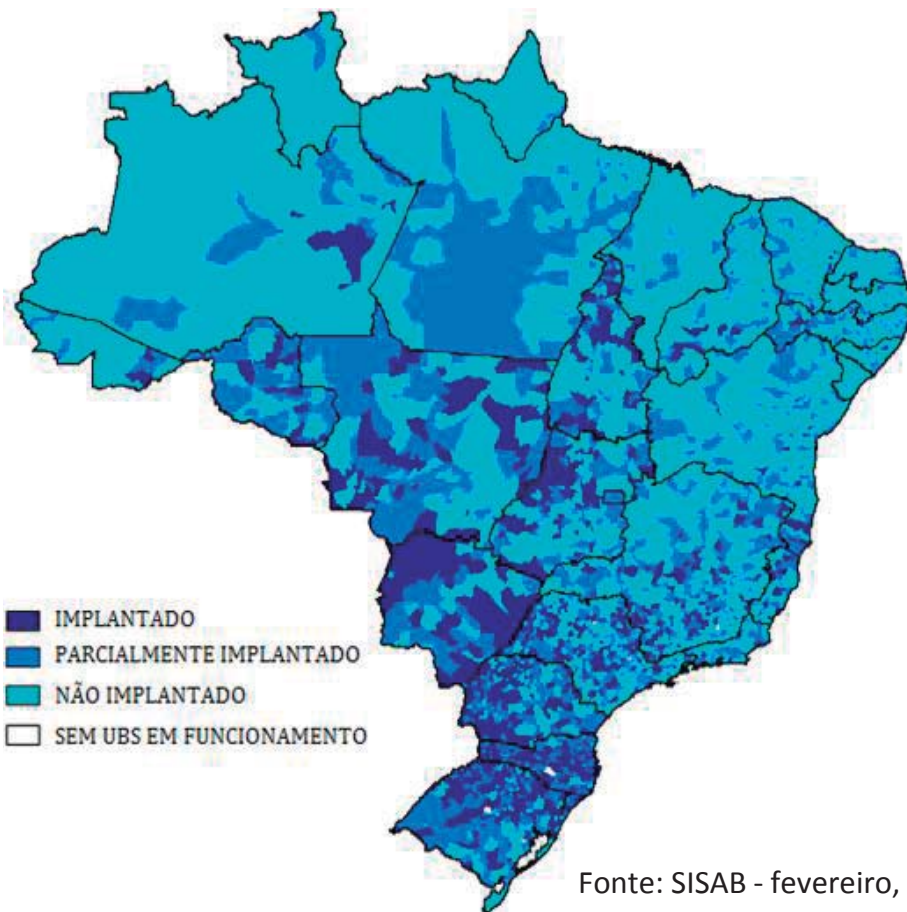 IMPLANTADO
PARCIALMENTE IMPLANTADO
NÃO IMPLANTADO
SEM UBS EM FUNCIONAMENTO
Fonte: SISAB - fevereiro,